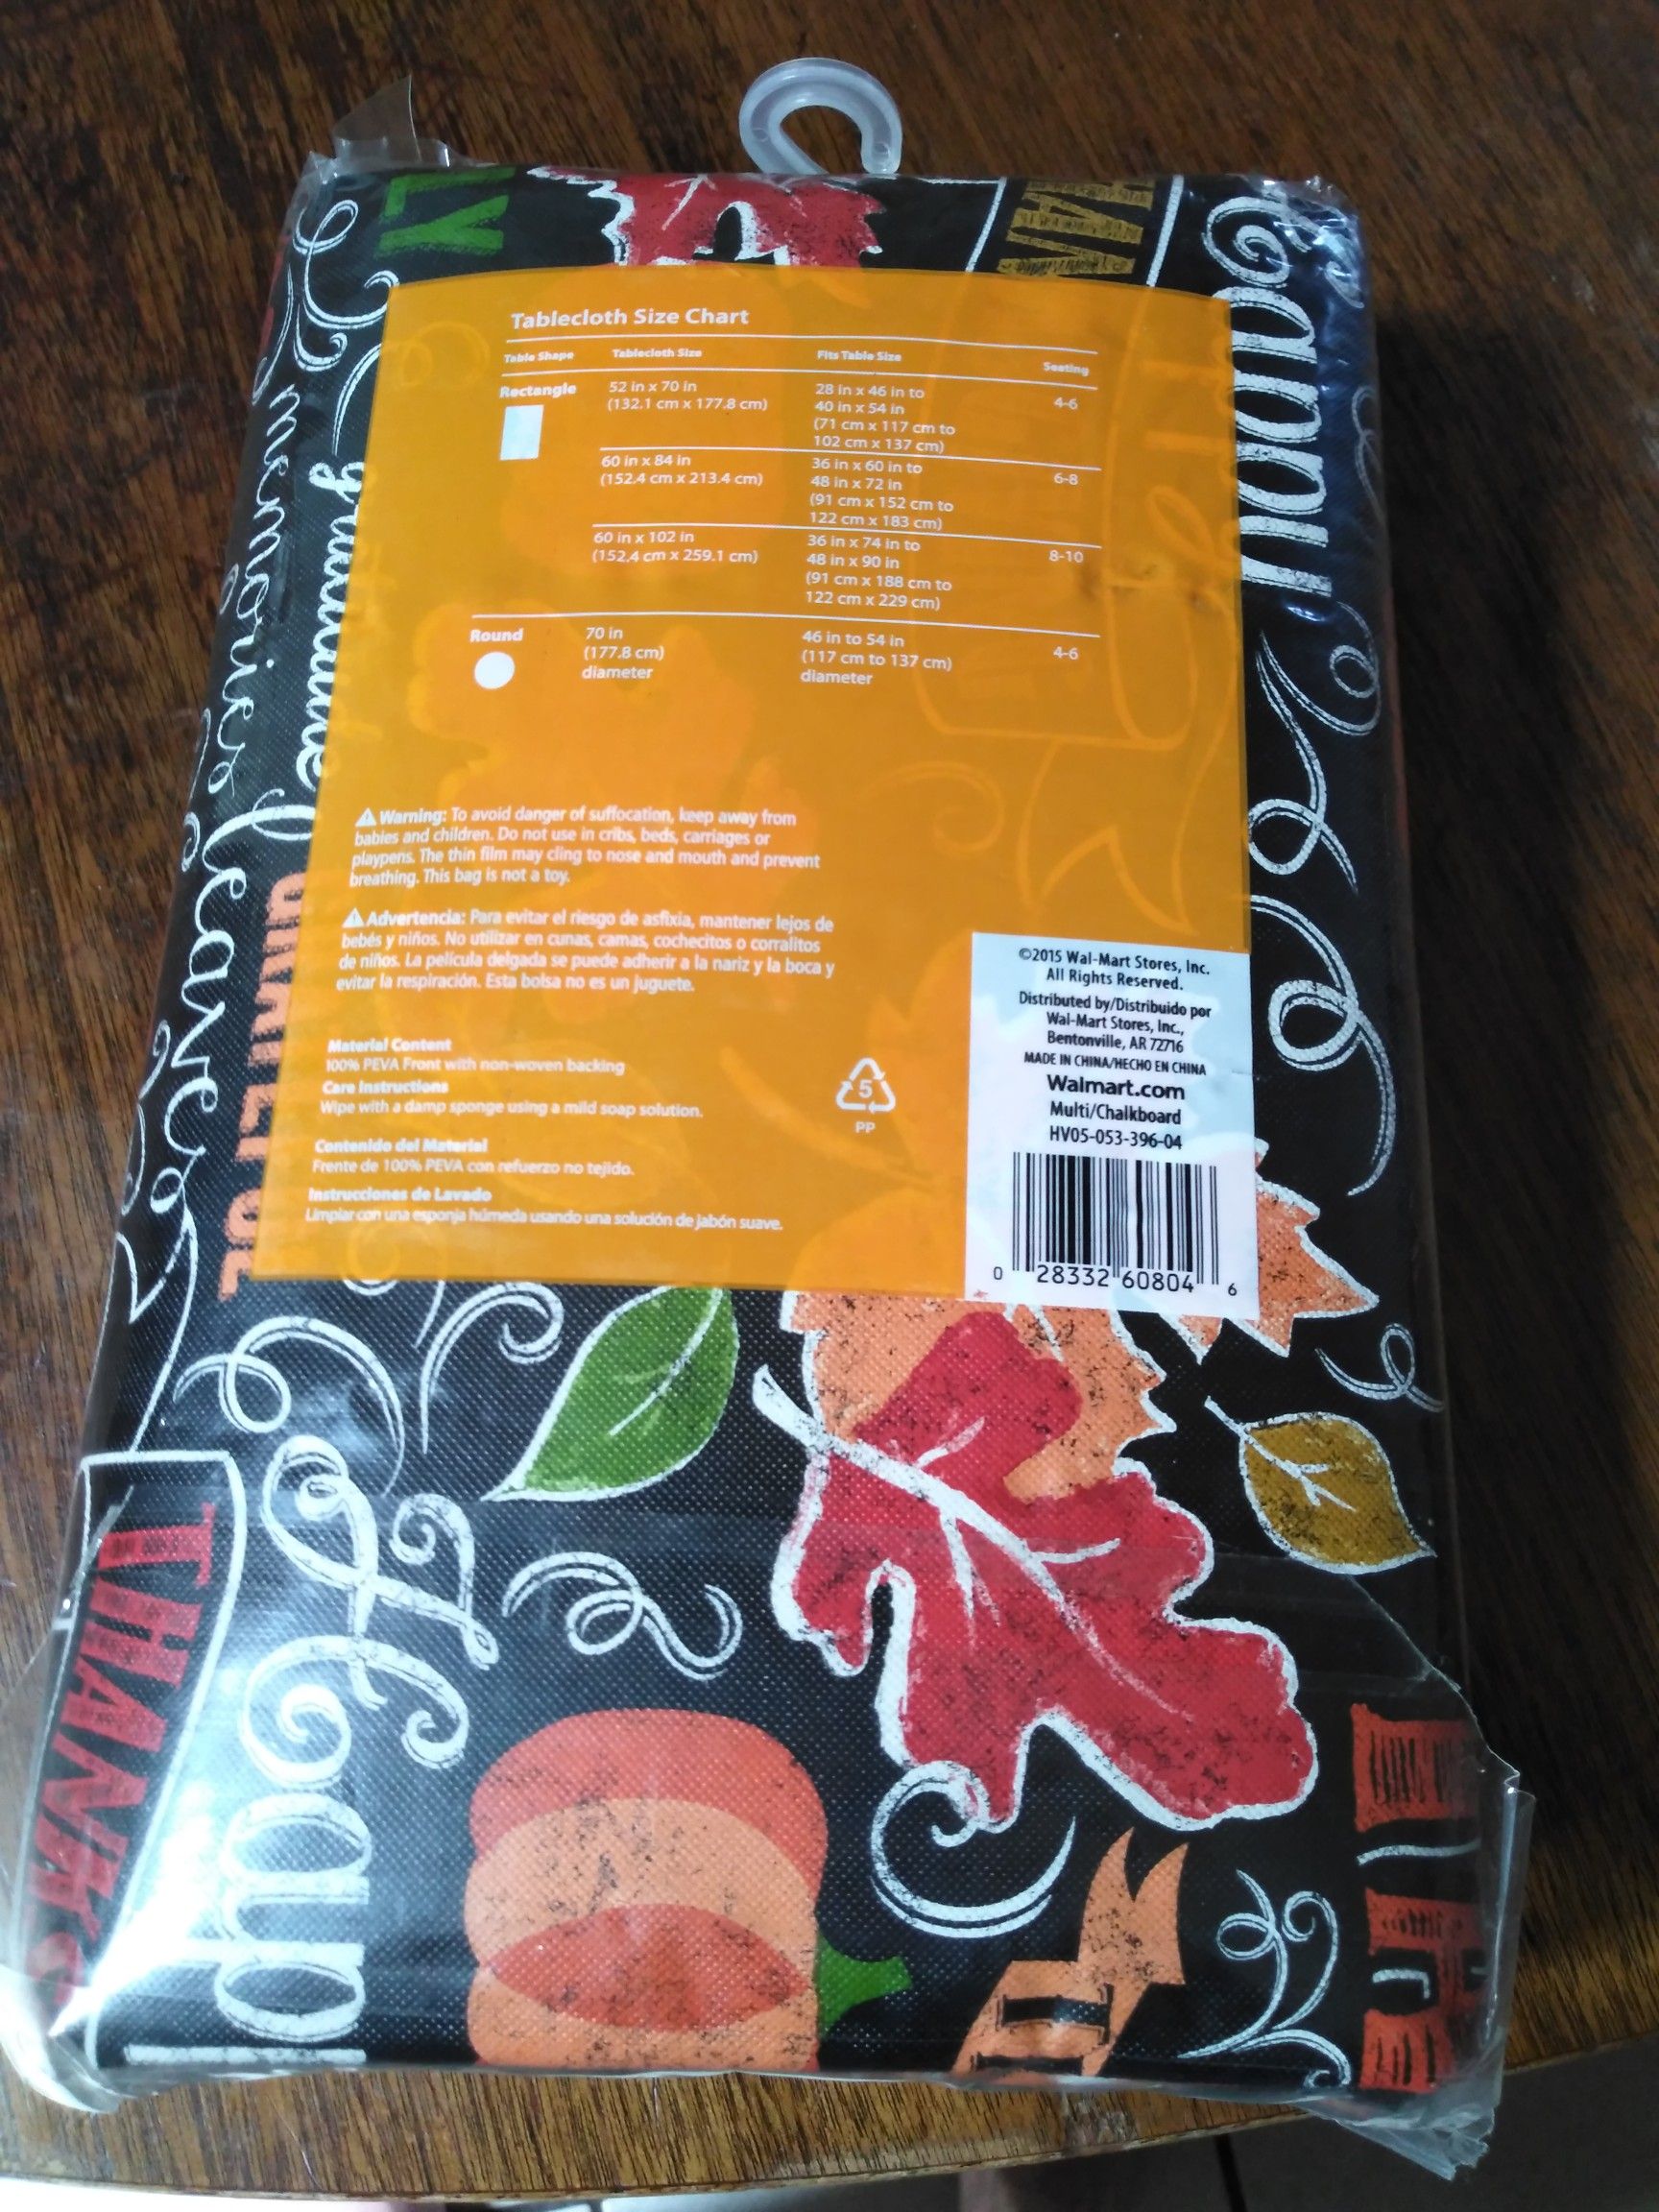 LY
Tablecloth Size Chart
Table Shape Tablecloth Size Fits Table Size Seating
Rectangle 52 in x 70 in 28 in x 46 in to 4-6
(132.1 cm x 177.8 cm) 40 in x 54 in
(71 cm x 117 cm to
102 cm x 137 cm)
60 in x 84 in 36 in x 60 in to 6-8
(152.4 cm x 213.4 cm) 48 in x 72 in
(91 cm x 152 cm to
122 cm x 183 cm)
60 in x 102 in 36 in x 74 in to 8-10
(152.4 cm x 259.1 cm) 48 in x 90 in
(91 cm x 188 cm to
122 cm x 229 cm)
Round 70 in 46 in to 54 in 4-6
(177.8 cm) (117 cm to 137 cm)
diameter diameter
Warning: To avoid danger of suffocation, keep away from
babies and children. Do not use in cribs, beds, carriages or
playpens. The thin film may cling to nose and mouth and prevent
breathing. This bag is not a toy.
Advertencia: Para evitar el riesgo de asfixia, mantener lejos de
bebés y niños. No utilizar en cunas, camas, cochecitos o corralitos
de niños. La película delgada se puede adherir a la nariz y la boca y
evitar la respiración. Esta bolsa no es un juguete.
Material Content
100% PEVA Front with non-woven backing
Care Instructions
Wipe with a damp sponge using a mild soap solution.
Contenido del Material
Frente de 100% PEVA con refuerzo no tejido.
Instrucciones de Lavado
Limpiar con una esponja húmeda usando una solución de jabón suave.
5
PP
©2015 Wal-Mart Stores, Inc.
All Rights Reserved.
Distributed by/Distribuido por
Wal-Mart Stores, Inc.,
Bentonville, AR 72716
MADE IN CHINA/HECHO EN CHINA
Walmart.com
Multi/Chalkboard
HV05-053-396-04
0 28332 60804 6
memories
gratitude
leaves
GRATEFUL
THANKS